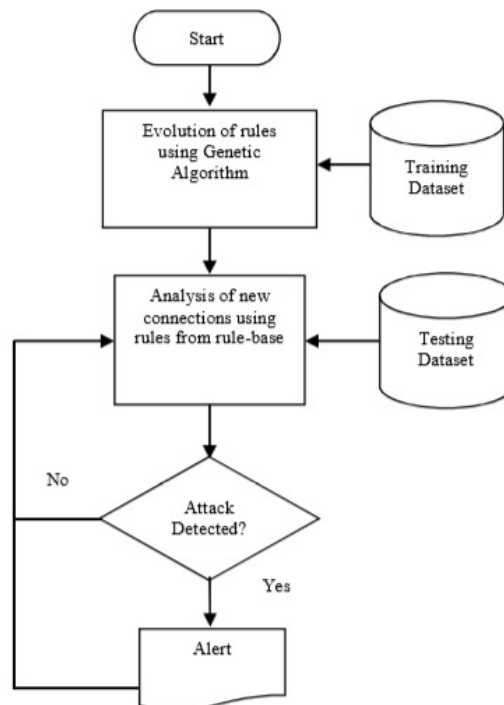 Start
Evolution of rules
using Genetic
Algorithm
Training
Dataset
Analysis of new
connections using
rules from rule-base
Testing
Dataset
No
Attack
Detected?
Yes
Alert